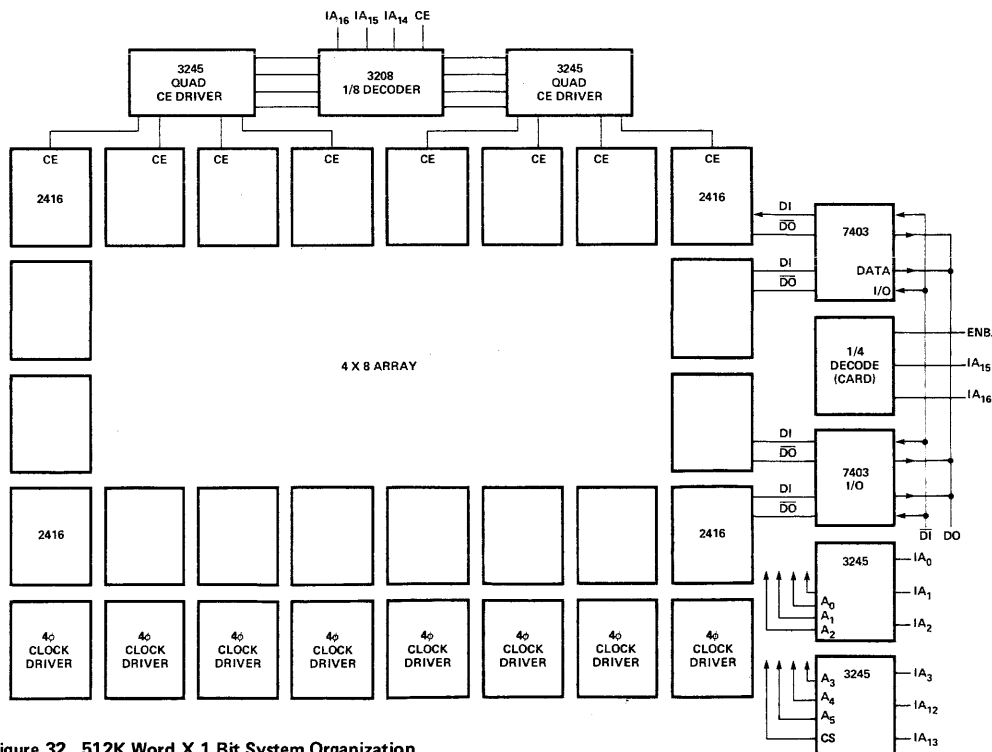 IA16 IA15 IA14 CE
3245
QUAD
CE DRIVER
3208
1/8 DECODER
3245
QUAD
CE DRIVER
CE
2416
CE
CE
CE
CE
CE
CE
CE
2416
DI
DO
DI
DO
7403
DATA
I/O
4 X 8 ARRAY
1/4
DECODE
(CARD)
ENB.
IA15
IA16
DI
DO
DI
DO
7403
I/O
DI DO
2416
2416
3245
A0
A1
A2
IA0
IA1
IA2
4φ
CLOCK
DRIVER
4φ
CLOCK
DRIVER
4φ
CLOCK
DRIVER
4φ
CLOCK
DRIVER
4φ
CLOCK
DRIVER
4φ
CLOCK
DRIVER
4φ
CLOCK
DRIVER
4φ
CLOCK
DRIVER
3245
A3
A4
A5
CS
IA3
IA12
IA13
igure 32. 512K Word X 1 Bit System Organization